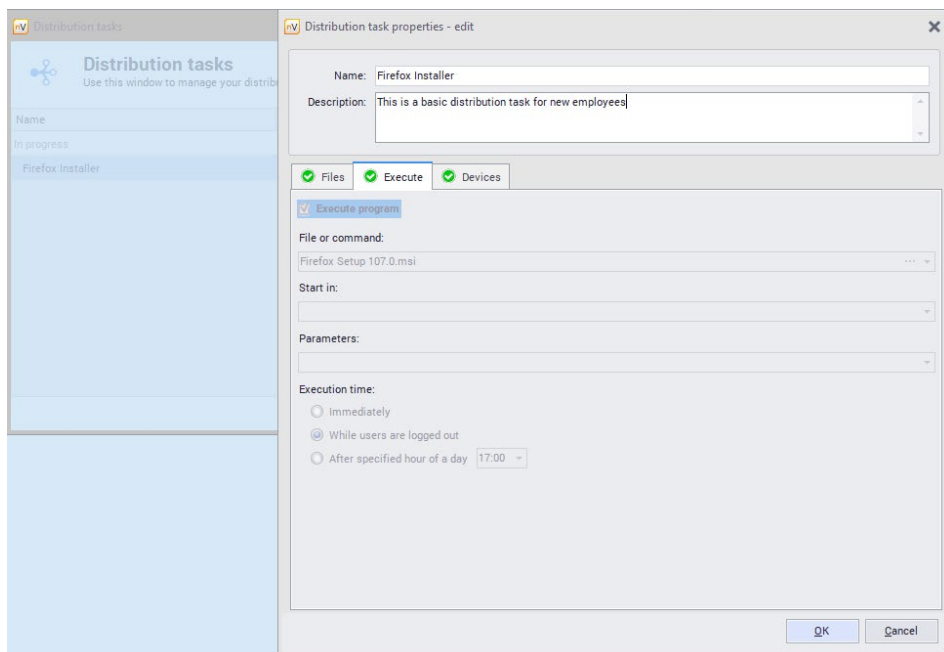 nV Distribution tasks
Distribution tasks
Use this window to manage your distrib
Name
In progress
Firefox Installer
nV Distribution task properties - edit
Name: Firefox Installer
Description: This is a basic distribution task for new employees
Files Execute Devices
Execute program
File or command:
Firefox Setup 107.0.msi ...
Start in:
Parameters:
Execution time:
Immediately
While users are logged out
After specified hour of a day 17:00
OK Cancel